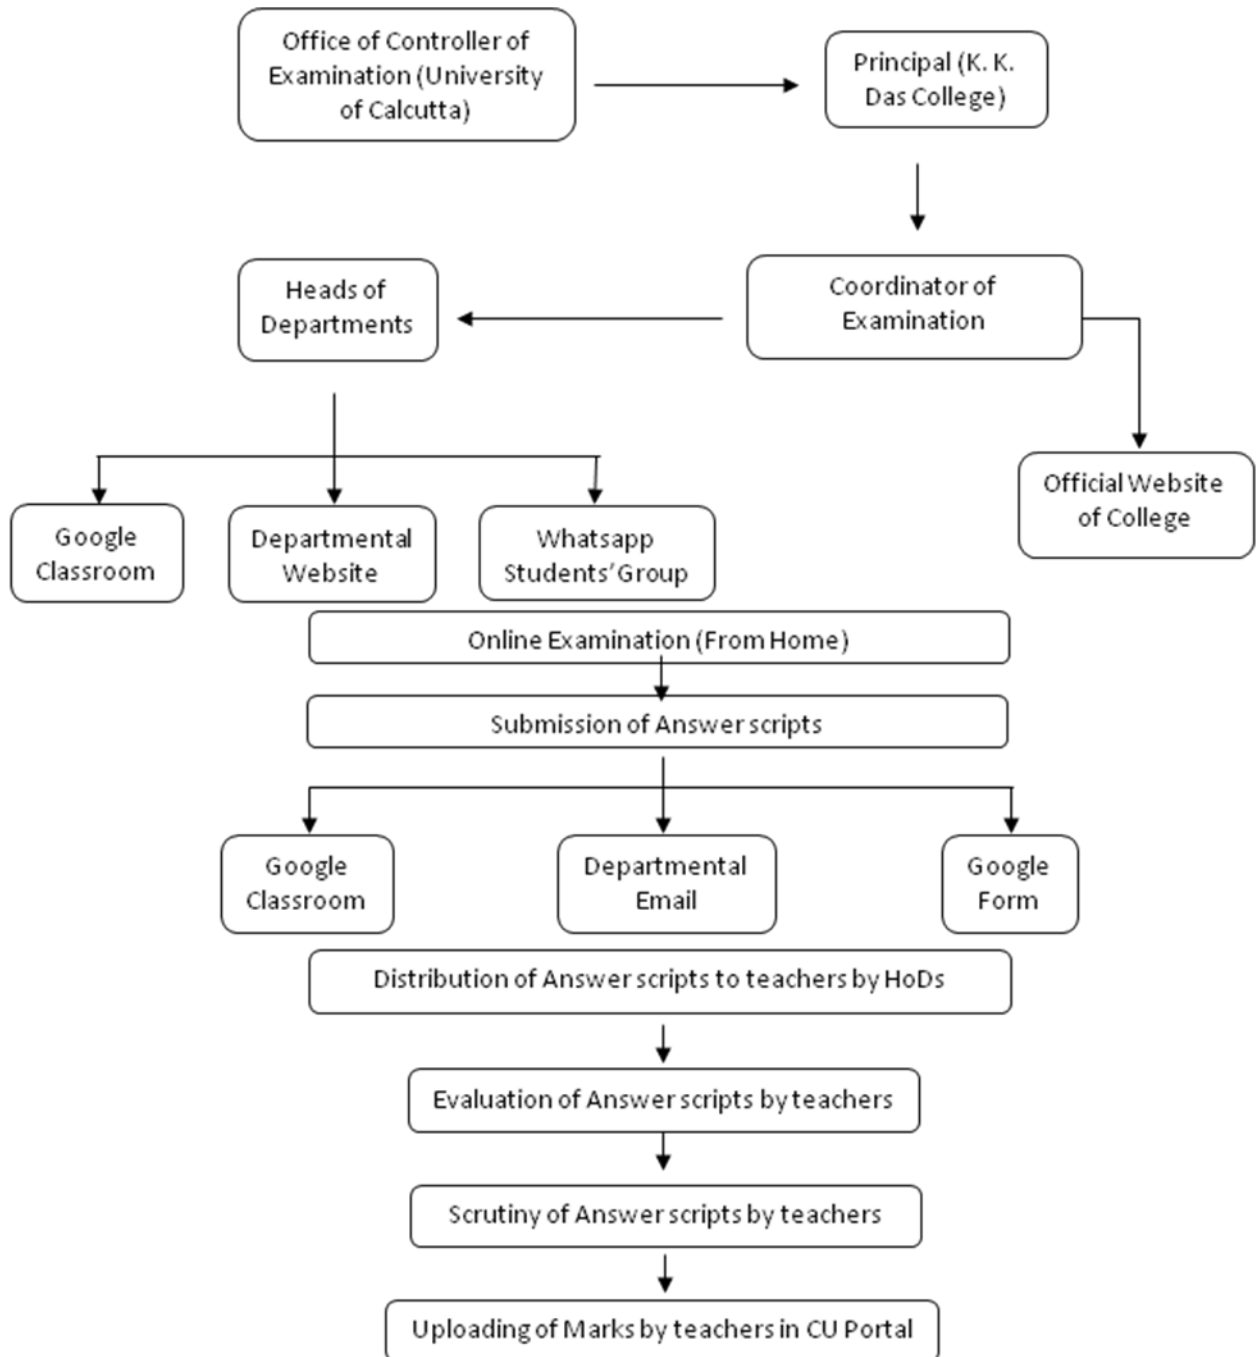 Office of Controller of
Examination (University
of Calcutta)
Principal (K. K.
Das College)
Heads of
Departments
Coordinator of
Examination
Official Website
of College
Google
Classroom
Departmental
Website
Whatsapp
Students’Group
Online Examination (From Home)
Submission of Answer scripts
Google
Classroom
Departmental
Email
Google
Form
Distribution of Answer scripts to teachers by HoDs
Evaluation of Answer scripts by teachers
Scrutiny of Answer scripts by teachers
Uploading of Marks by teachers in CU Portal